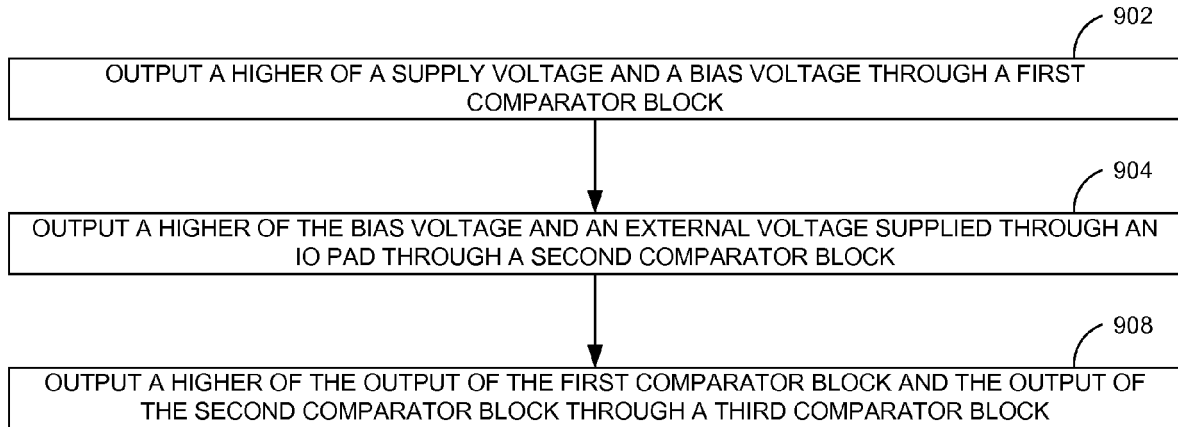 902
OUTPUT A HIGHER OF A SUPPLY VOLTAGE AND A BIAS VOLTAGE THROUGH A FIRST
COMPARATOR BLOCK
904
OUTPUT A HIGHER OF THE BIAS VOLTAGE AND AN EXTERNAL VOLTAGE SUPPLIED THROUGH AN
IO PAD THROUGH A SECOND COMPARATOR BLOCK
908
OUTPUT A HIGHER OF THE OUTPUT OF THE FIRST COMPARATOR BLOCK AND THE OUTPUT OF
THE SECOND COMPARATOR BLOCK THROUGH A THIRD COMPARATOR BLOCK